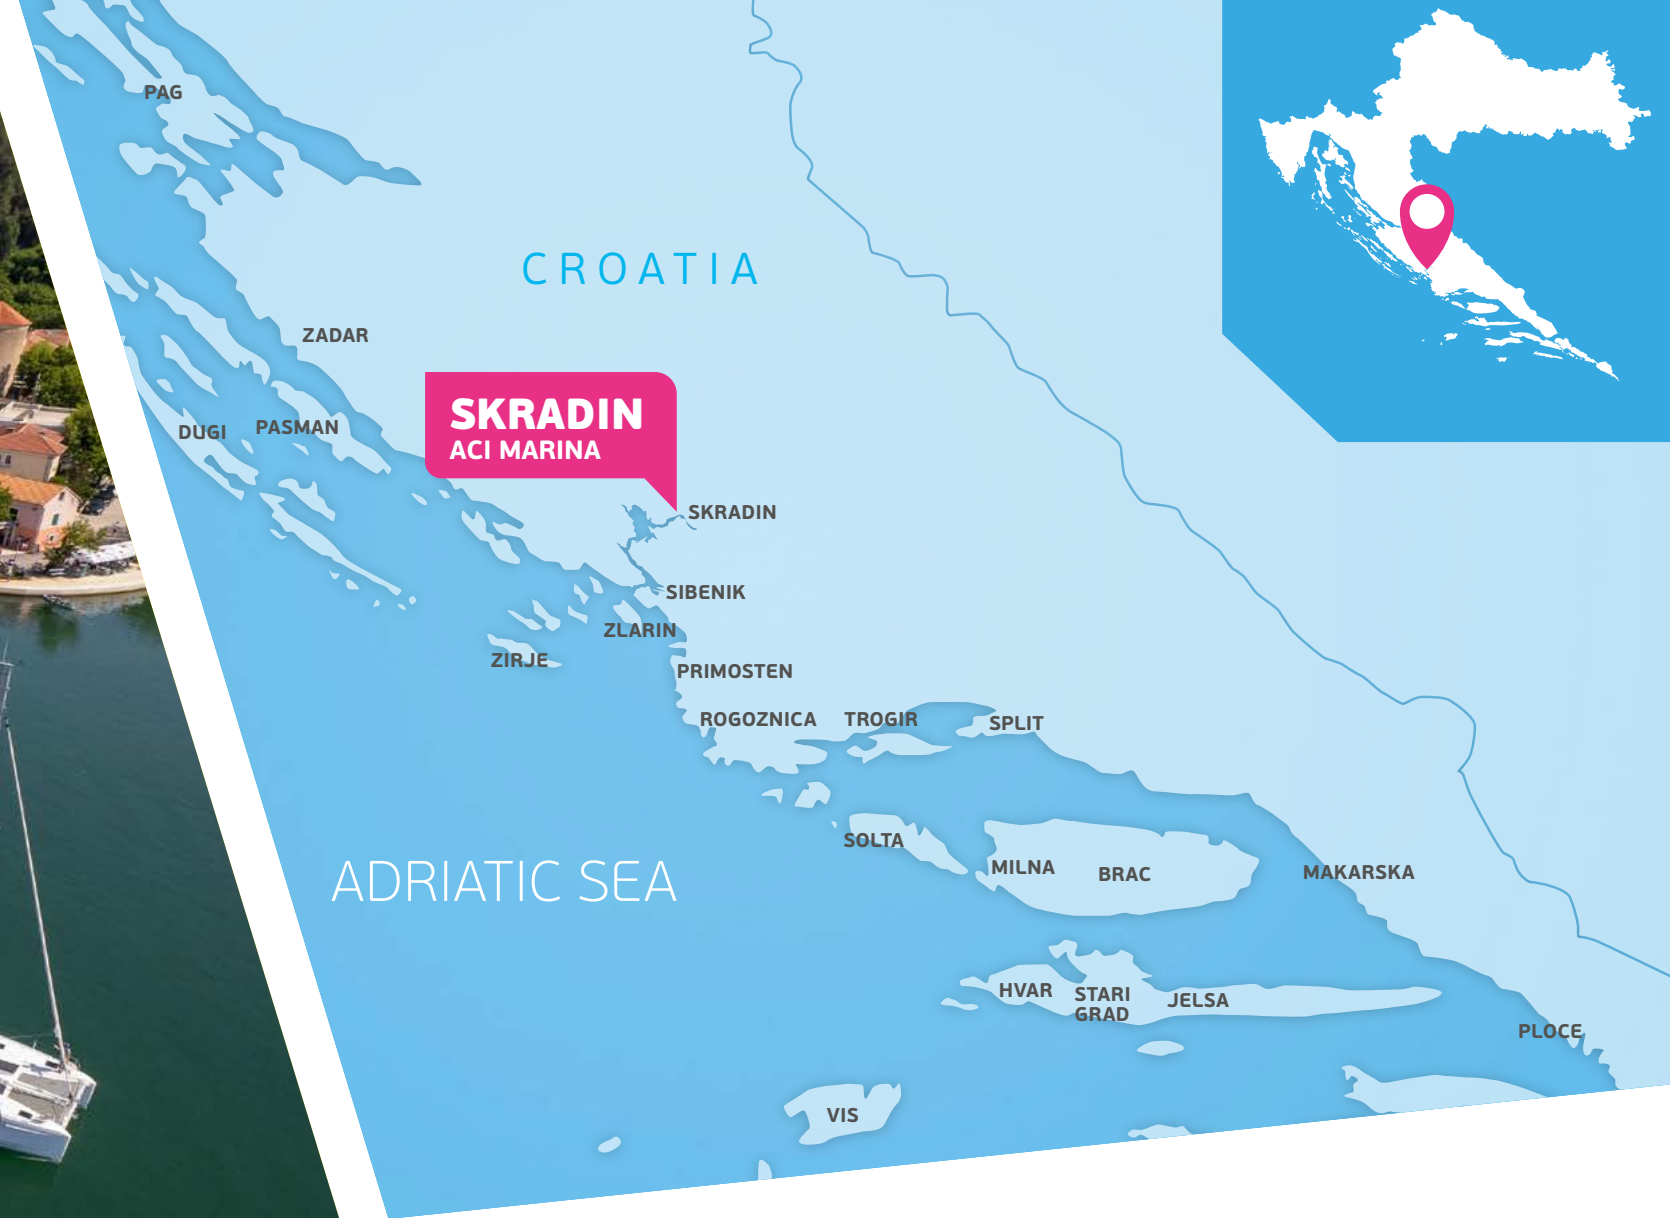 PAG
CROATIA
ZADAR
SKRADIN
ACI MARINA
DUGI
PASMAN
SKRADIN
SIBENIK
ZLARIN
ZIRJE
PRIMOSTEN
ROGOZNICA
TROGIR
SPLIT
SOLTA
MILNA
BRAC
MAKARSKA
ADRIATIC SEA
HVAR
STARI
GRAD
JELSA
PLOCE
VIS